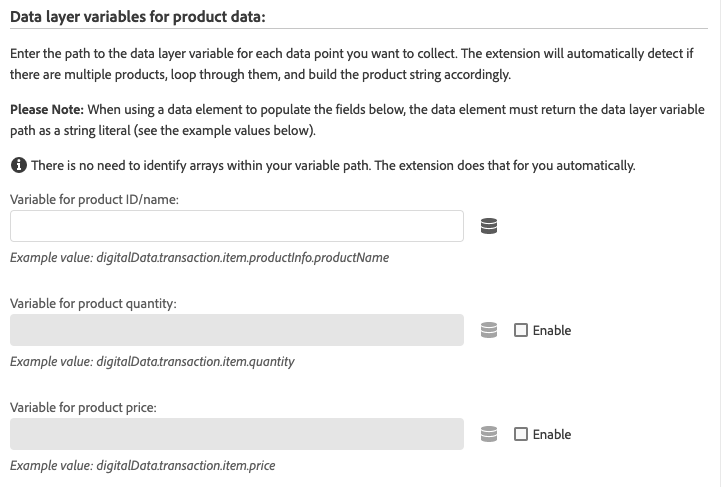 Data layer variables for product data:
Enter the path to the data layer variable for each data point you want to collect. The extension will automatically detect if
there are multiple products, loop through them, and build the product string accordingly.
Please Note: When using a data element to populate the fields below, the data element must return the data layer variable
path as a string literal (see the example values below).
There is no need to identify arrays within your variable path. The extension does that for you automatically.
Variable for product ID/name:
Example value: digitalData.transaction.item.productInfo.productName
Variable for product quantity:
Enable
Example value: digitalData.transaction.item.quantity
Variable for product price:
Enable
Example value: digitalData.transaction.item.price